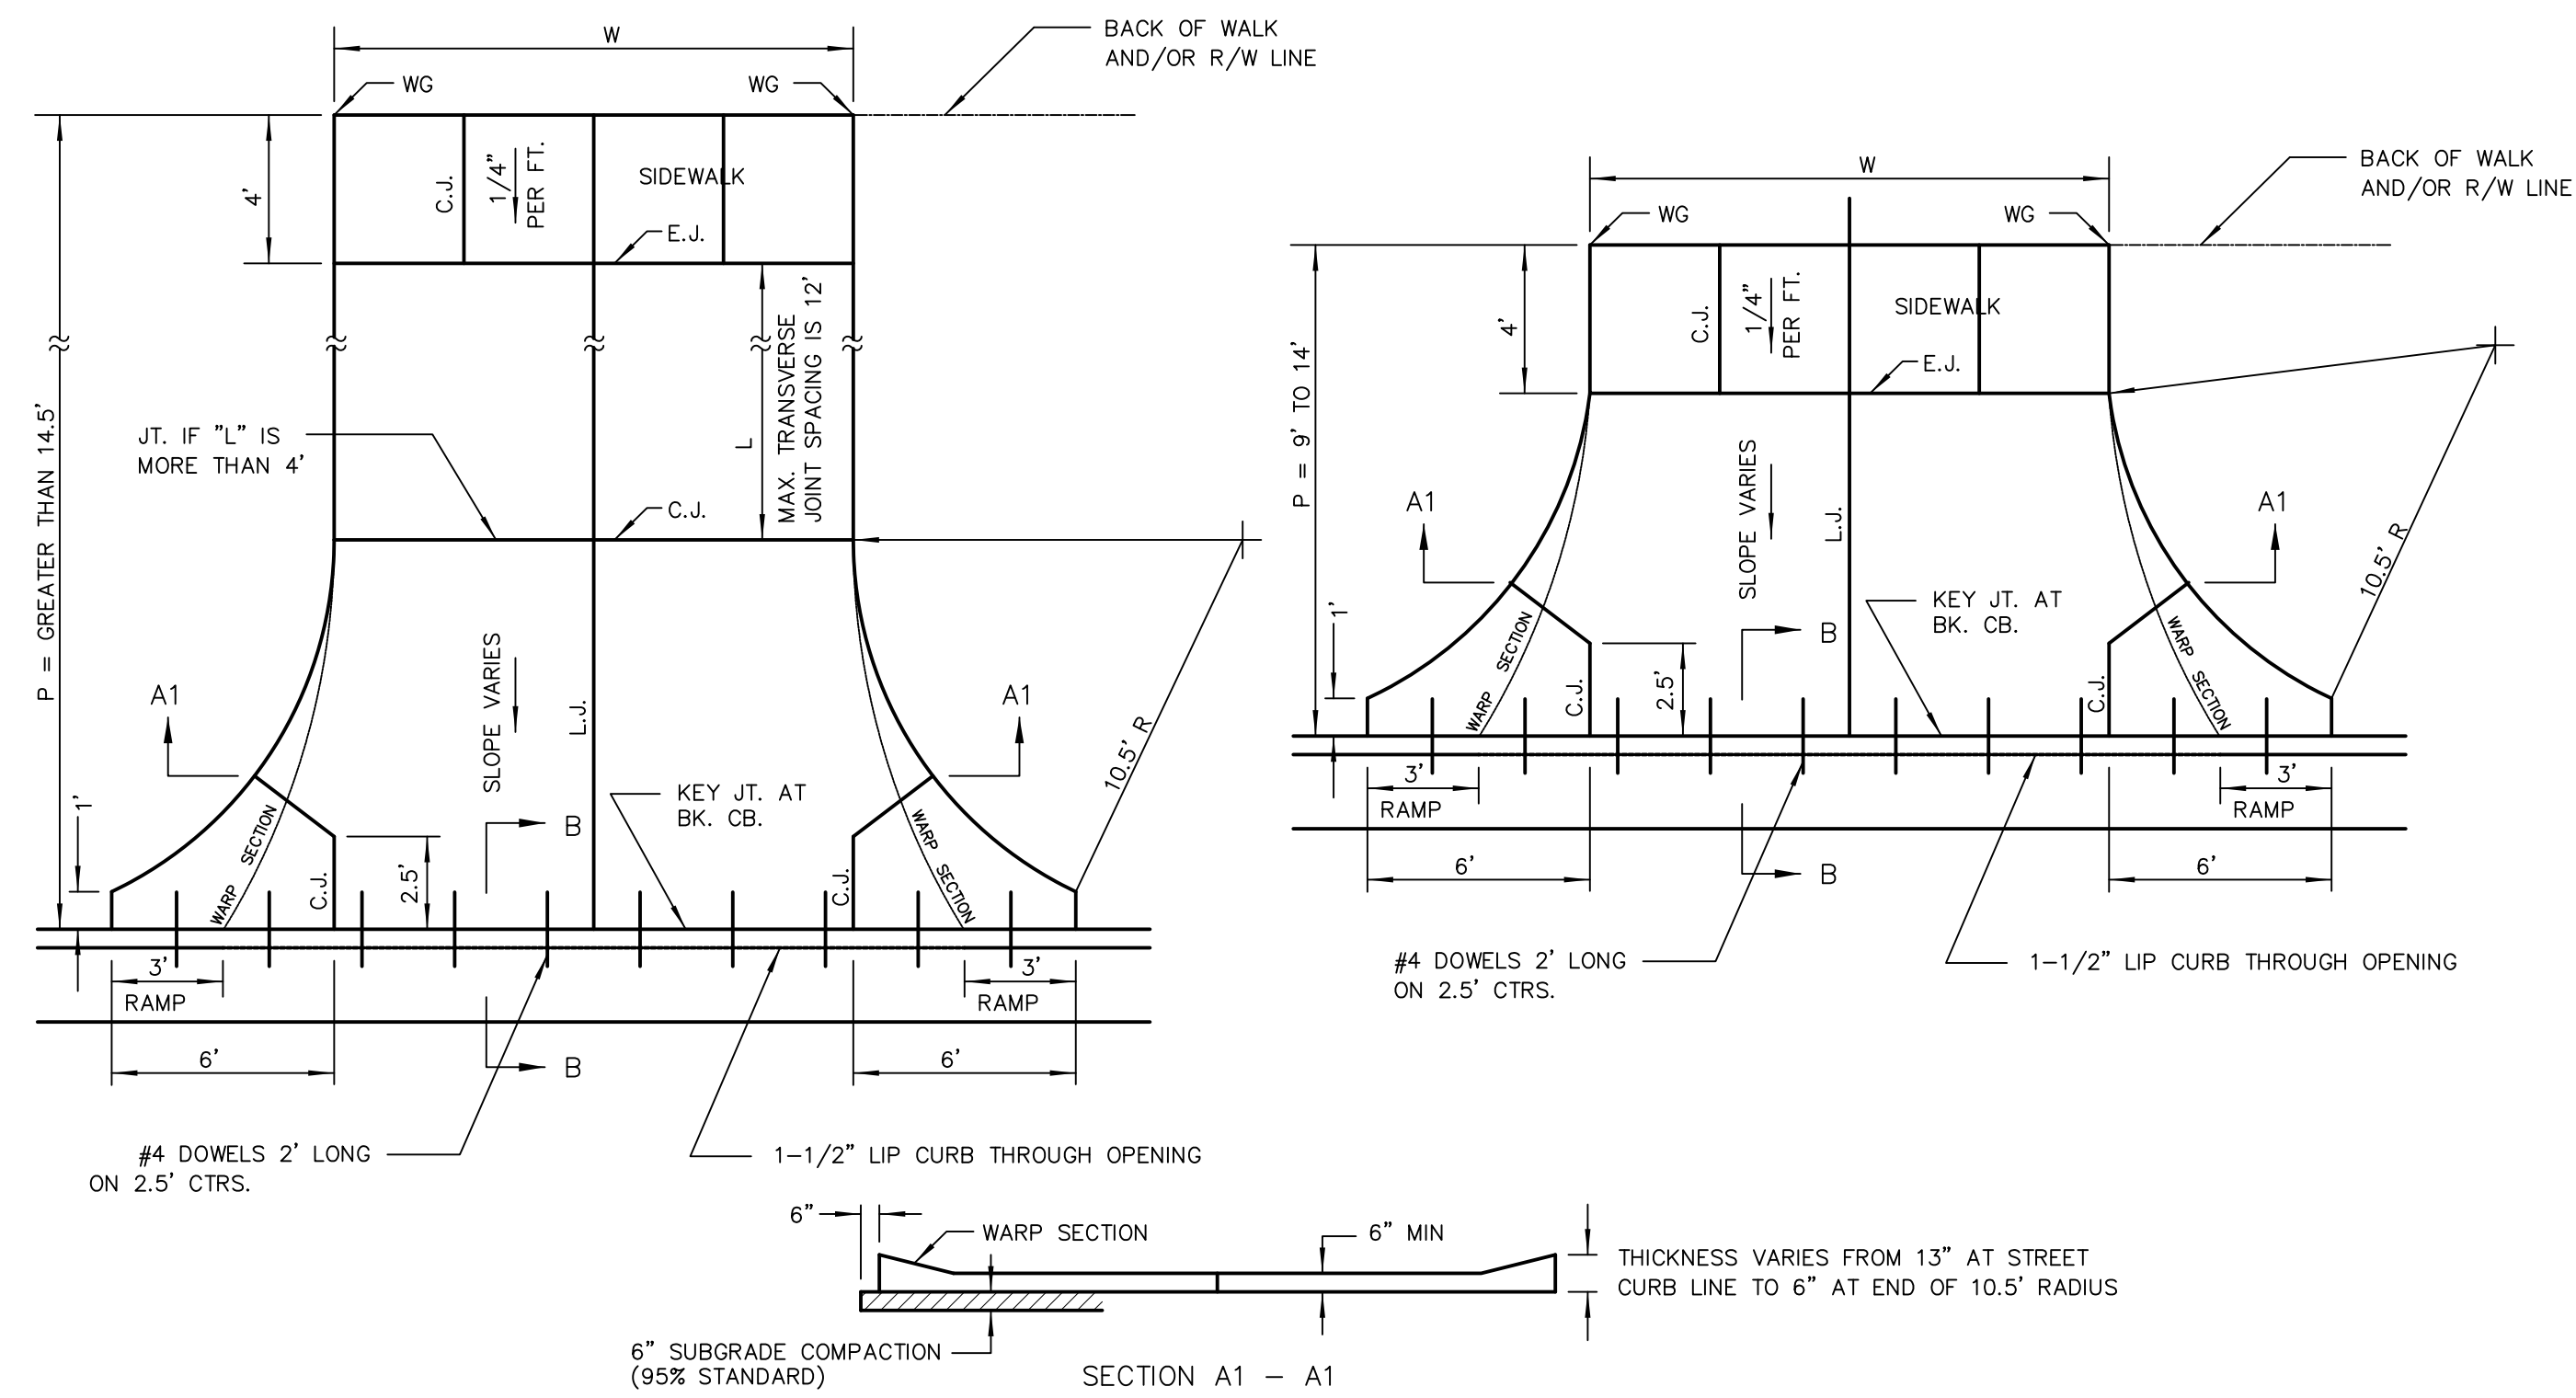 W
BACK OF WALK
AND/OR R/W LINE
WG
WG
4'
C.J.
1/4"
PER FT.
SIDEWALK
E.J.
P = GREATER THAN 14.5'
JT. IF "L" IS
MORE THAN 4'
L
MAX. TRANSVERSE
JOINT SPACING IS 12'
C.J.
A1
A1
SLOPE VARIES
L.J.
10.5' R
1'
WARP SECTION
WARP SECTION
C.J.
C.J.
2.5'
B
KEY JT. AT
BK. CB.
3'
RAMP
3'
RAMP
6'
6'
B
#4 DOWELS 2' LONG
ON 2.5' CTRS.
1-1/2" LIP CURB THROUGH OPENING
W
BACK OF WALK
AND/OR R/W LINE
WG
WG
4'
C.J.
1/4"
PER FT.
SIDEWALK
E.J.
P = 9' TO 14'
A1
A1
SLOPE VARIES
L.J.
10.5' R
1'
WARP SECTION
WARP SECTION
C.J.
C.J.
2.5'
B
KEY JT. AT
BK. CB.
3'
RAMP
3'
RAMP
6'
6'
B
#4 DOWELS 2' LONG
ON 2.5' CTRS.
1-1/2" LIP CURB THROUGH OPENING
6"
WARP SECTION
6" MIN
THICKNESS VARIES FROM 13" AT STREET
CURB LINE TO 6" AT END OF 10.5' RADIUS
6" SUBGRADE COMPACTION
(95% STANDARD)
SECTION A1 - A1